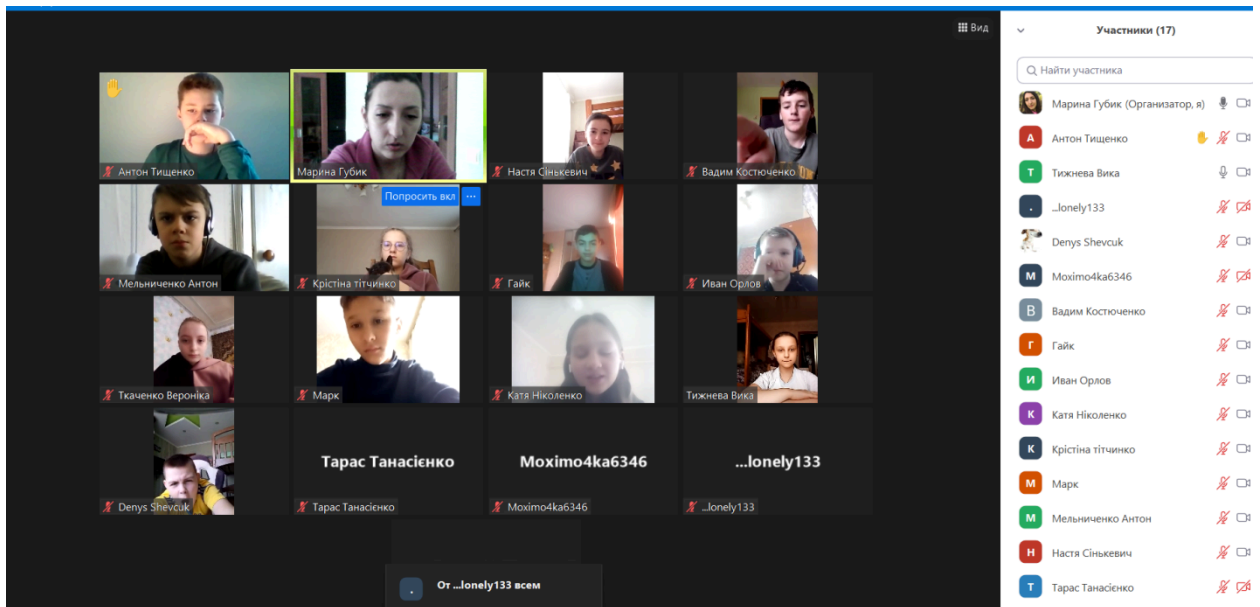 Вид
Антон Тищенко
Марина Губик
Настя Сінькевич
Вадим Костюченко
Попросить вкл ...
Мельниченко Антон
Крістіна тітчинко
Гайк
Иван Орлов
Ткаченко Вероніка
Марк
Катя Ніколенко
Тижнева Вика
Denys Shevcuk
Тарас Танасієнко
Тарас Танасієнко
Moximo4ka6346
Moximo4ka6346
...lonely133
...lonely133
От ...lonely133 всем
Участники (17)
Найти участника
Марина Губик (Организатор, я)
А Антон Тищенко
Т Тижнева Вика
. ...lonely133
Denys Shevcuk
M Moximo4ka6346
В Вадим Костюченко
Г Гайк
И Иван Орлов
К Катя Ніколенко
К Крістіна тітчинко
М Марк
М Мельниченко Антон
Н Настя Сінькевич
Т Тарас Танасієнко